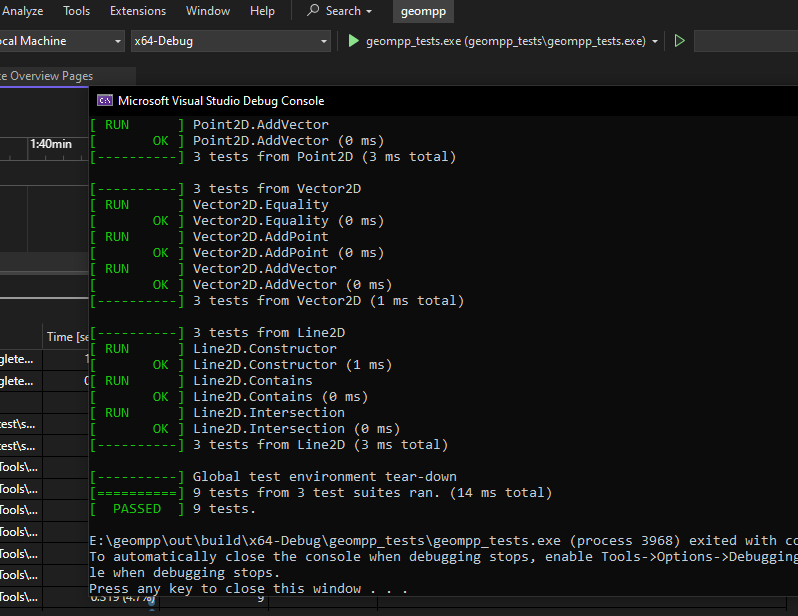 Analyze Tools Extensions Window Help Search geompp
ocal Machine x64-Debug geompp_tests.exe (geompp_tests\geompp_tests.exe)
e Overview Pages
Microsoft Visual Studio Debug Console
[ RUN      ] Point2D.AddVector
1:40min
[       OK ] Point2D.AddVector (0 ms)
[----------] 3 tests from Point2D (3 ms total)
[----------] 3 tests from Vector2D
[ RUN      ] Vector2D.Equality
[       OK ] Vector2D.Equality (0 ms)
[ RUN      ] Vector2D.AddPoint
[       OK ] Vector2D.AddPoint (0 ms)
[ RUN      ] Vector2D.AddVector
[       OK ] Vector2D.AddVector (0 ms)
[----------] 3 tests from Vector2D (1 ms total)
[----------] 3 tests from Line2D
Time [se
[ RUN      ] Line2D.Constructor
glete... 1
[       OK ] Line2D.Constructor (1 ms)
[ RUN      ] Line2D.Contains
glete... 0
[       OK ] Line2D.Contains (0 ms)
[ RUN      ] Line2D.Intersection
test\s...
[       OK ] Line2D.Intersection (0 ms)
[----------] 3 tests from Line2D (3 ms total)
test\s...
Tools\...
[----------] Global test environment tear-down
Tools\...
[==========] 9 tests from 3 test suites ran. (14 ms total)
Tools\...
[  PASSED  ] 9 tests.
Tools\...
E:\geompp\out\build\x64-Debug\geompp_tests\geompp_tests.exe (process 3968) exited with co
Tools\...
To automatically close the console when debugging stops, enable Tools->Options->Debugging
Tools\...
le when debugging stops.
Press any key to close this window . . .
Tools\... 0.319 (4.7%) 9